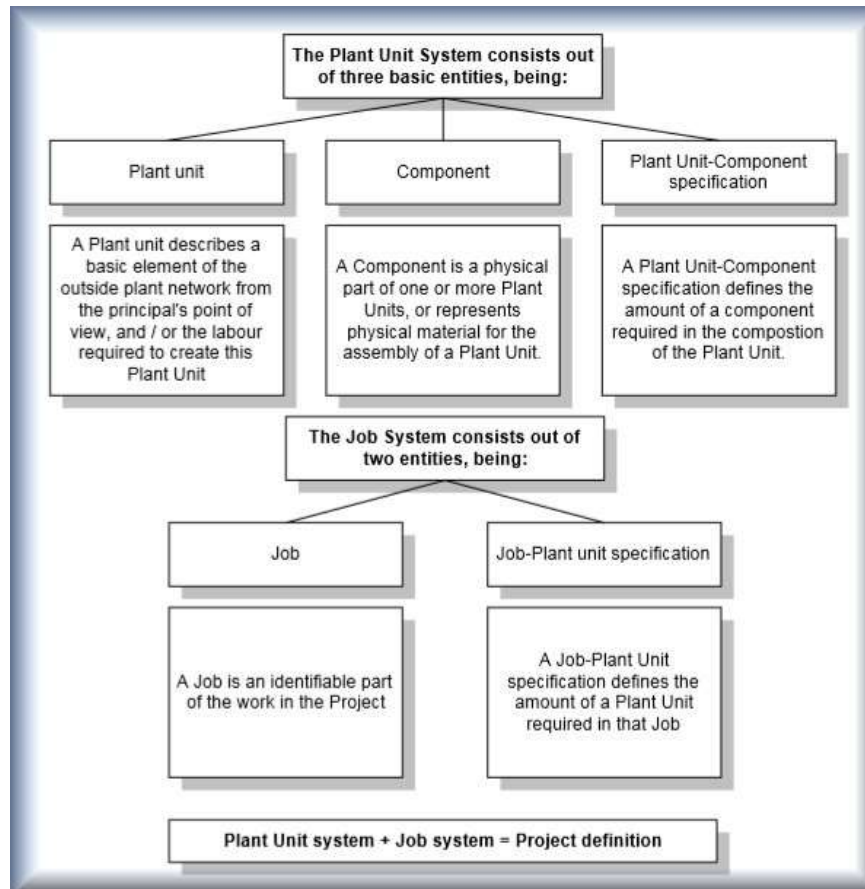 The Plant Unit System consists out
of three basic entities, being:
Plant unit
Component
Plant Unit-Component
specification
A Plant unit describes a
basic element of the
outside plant network from
the principal's point of
view, and / or the labour
required to create this
Plant Unit
A Component is a physical
part of one or more Plant
Units, or represents
physical material for the
assembly of a Plant Unit.
A Plant Unit-Component
specification defines the
amount of a component
required in the compostion
of the Plant Unit.
The Job System consists out of
two entities, being:
Job
Job-Plant unit specification
A Job is an identifiable part
of the work in the Project
A Job-Plant Unit
specification defines the
amount of a Plant Unit
required in that Job
Plant Unit system + Job system = Project definition